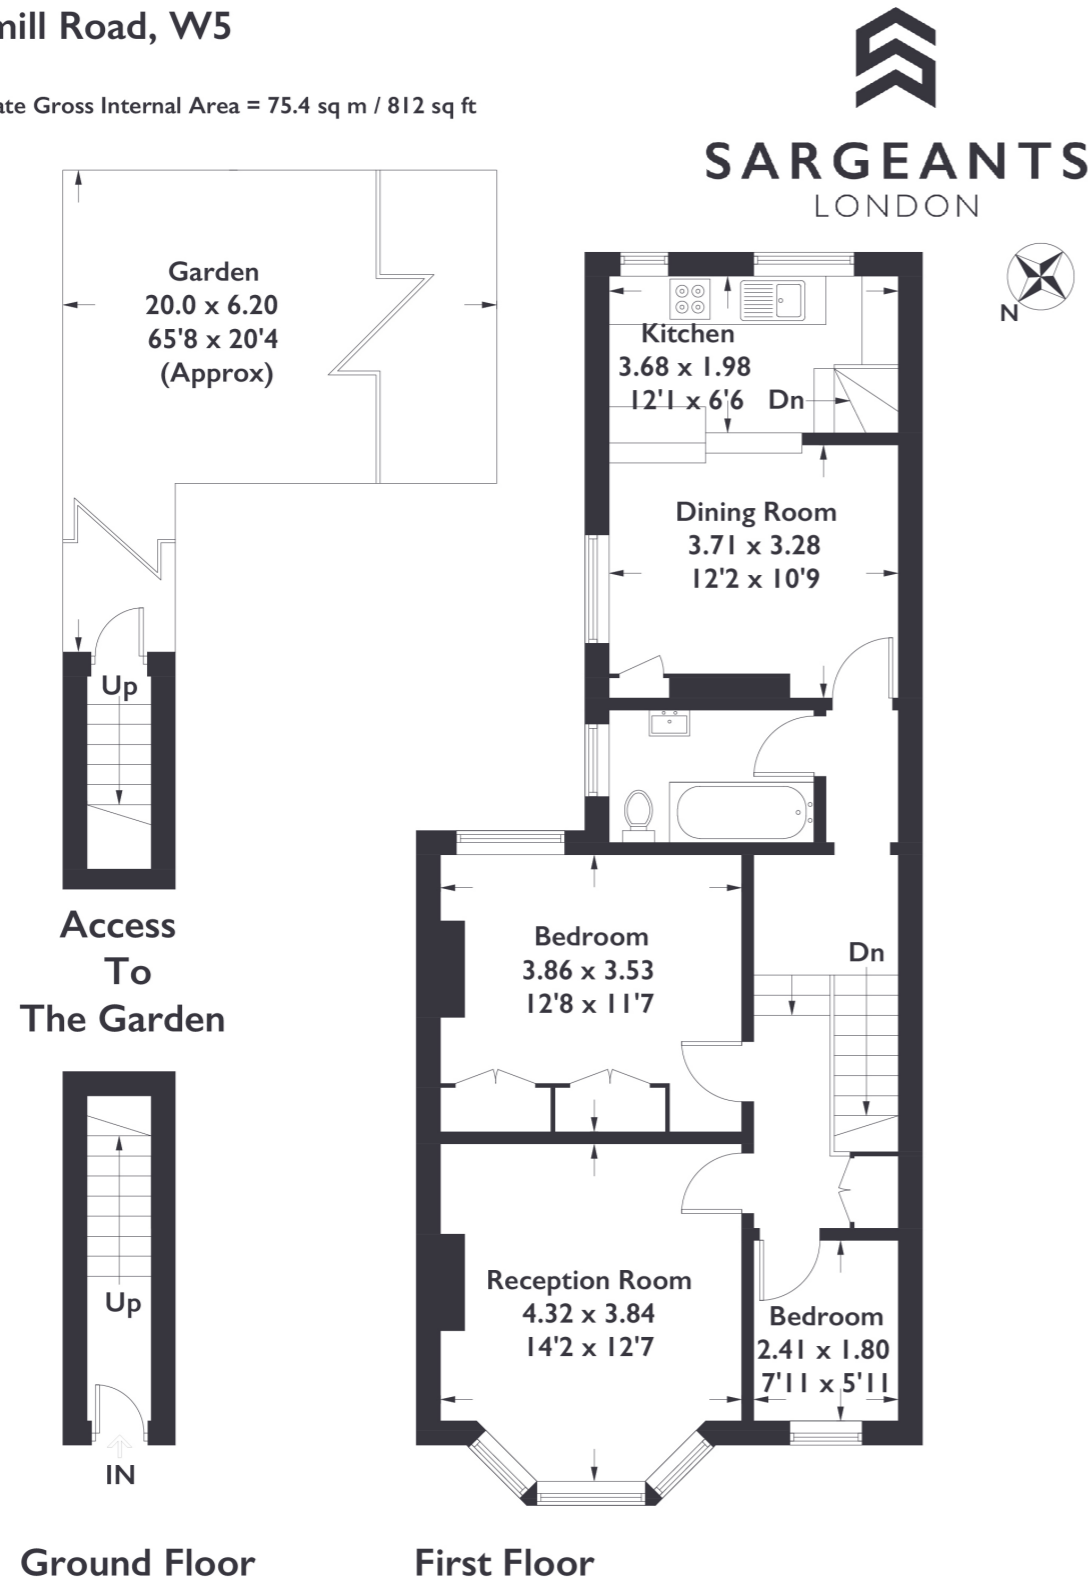 mill Road, W5
ate Gross Internal Area = 75.4 sq m / 812 sq ft
SARGEANTS
LONDON
N
Garden
20.0 x 6.20
65'8 x 20'4
(Approx)
Kitchen
3.68 x 1.98
12'1 x 6'6
Dn
Dining Room
3.71 x 3.28
12'2 x 10'9
Up
Access
To
The Garden
Bedroom
3.86 x 3.53
12'8 x 11'7
Dn
Up
IN
Reception Room
4.32 x 3.84
14'2 x 12'7
Bedroom
2.41 x 1.80
7'11 x 5'11
Ground Floor
First Floor